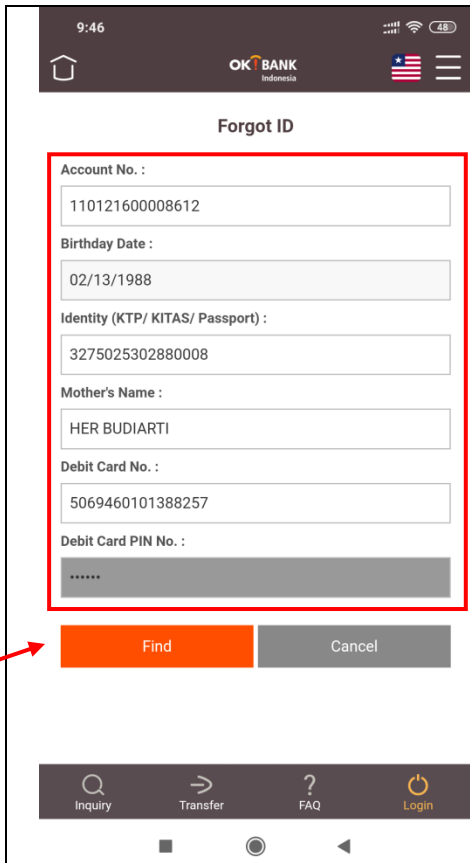 9:46
48
OK! BANK
Indonesia
Forgot ID
Account No. :
110121600008612
Birthday Date :
02/13/1988
Identity (KTP/ KITAS/ Passport) :
3275025302880008
Mother's Name :
HER BUDIARTI
Debit Card No. :
5069460101388257
Debit Card PIN No. :
••••••
Find Cancel
Inquiry Transfer FAQ Login